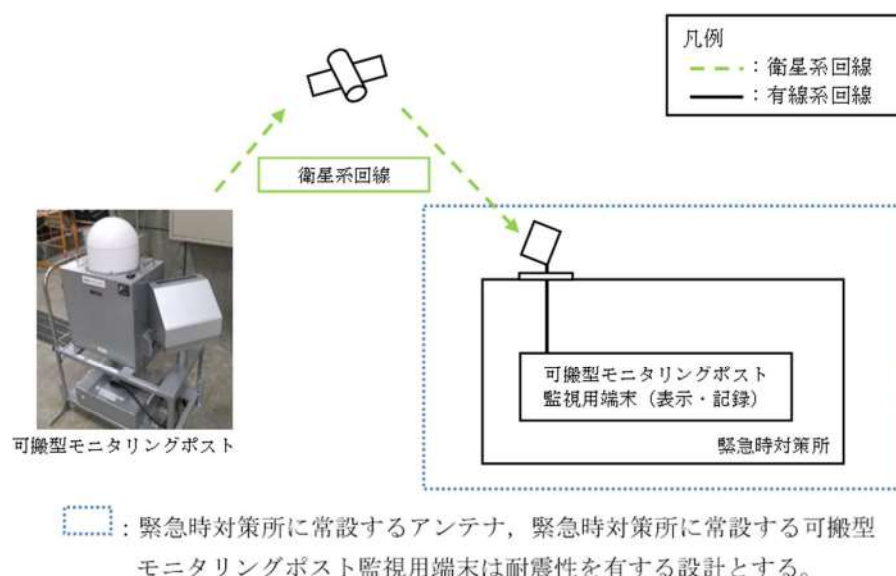 凡例
：衛星系回線
：有線系回線
衛星系回線
可搬型モニタリングポスト
監視用端末（表示・記録）
緊急時対策所
可搬型モニタリングポスト
：緊急時対策所に常設するアンテナ，緊急時対策所に常設する可搬型
モニタリングポスト監視用端末は耐震性を有する設計とする。